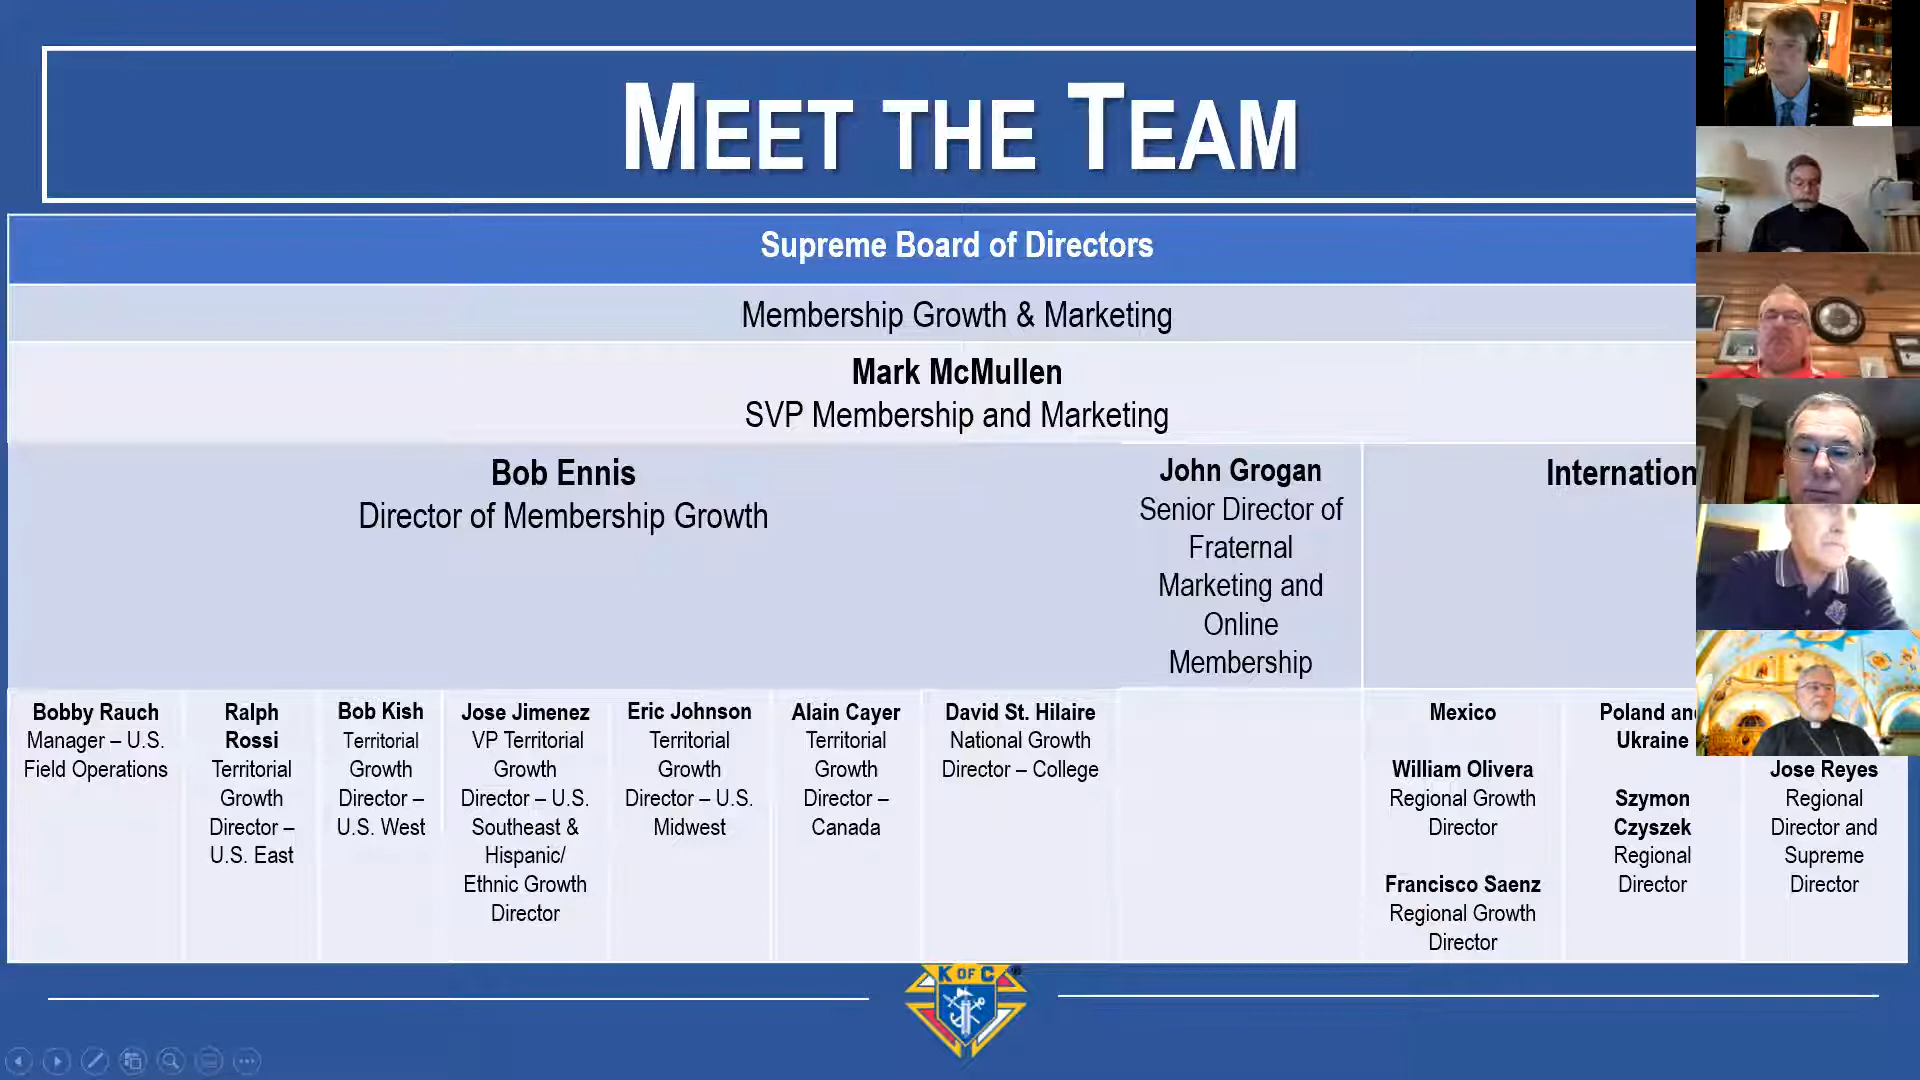 MEET THE TEAM
Supreme Board of Directors
Membership Growth & Marketing
Mark McMullen
SVP Membership and Marketing
Bob Ennis
Director of Membership Growth
John Grogan
Senior Director of
Fraternal
Marketing and
Online
Membership
Internation
Bobby Rauch
Manager – U.S.
Field Operations
Ralph
Rossi
Territorial
Growth
Director –
U.S. East
Bob Kish
Territorial
Growth
Director –
U.S. West
Jose Jimenez
VP Territorial
Growth
Director – U.S.
Southeast &
Hispanic/
Ethnic Growth
Director
Eric Johnson
Territorial
Growth
Director – U.S.
Midwest
Alain Cayer
Territorial
Growth
Director –
Canada
David St. Hilaire
National Growth
Director – College
Mexico
William Olivera
Regional Growth
Director
Francisco Saenz
Regional Growth
Director
Poland and
Ukraine
Szymon
Czyszek
Regional
Director
Jose Reyes
Regional
Director and
Supreme
Director
K OF C